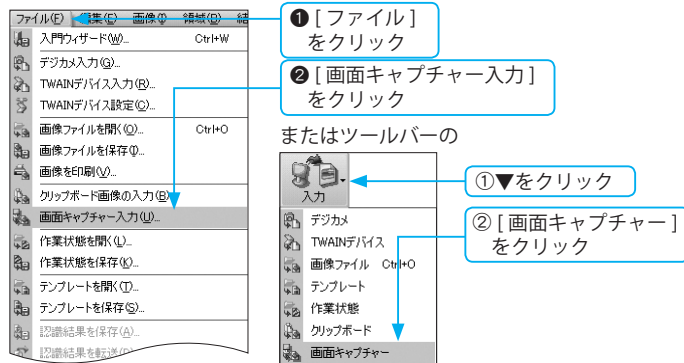 ファイル(F) 編集(E) 画像(I) 領域(R)
入門ウィザード(W)... Ctrl+W
デジカメ入力(G)...
TWAINデバイス入力(R)...
TWAINデバイス設定(C)...
画像ファイルを開く(O)... Ctrl+O
画像ファイルを保存(I)...
画像を印刷(V)...
クリップボード画像の入力(B)
画面キャプチャー入力(U)...
作業状態を開く(L)...
作業状態を保存(K)...
テンプレートを開く(T)...
テンプレートを保存(S)...
認識結果を保存(A)...
認識結果を転送(D)
❶ [ ファイル ]
をクリック
❷ [ 画面キャプチャー入力 ]
をクリック
またはツールバーの
入力
デジカメ
TWAINデバイス
画像ファイル Ctrl+O
テンプレート
作業状態
クリップボード
画面キャプチャー
①▼をクリック
② [ 画面キャプチャー ]
をクリック